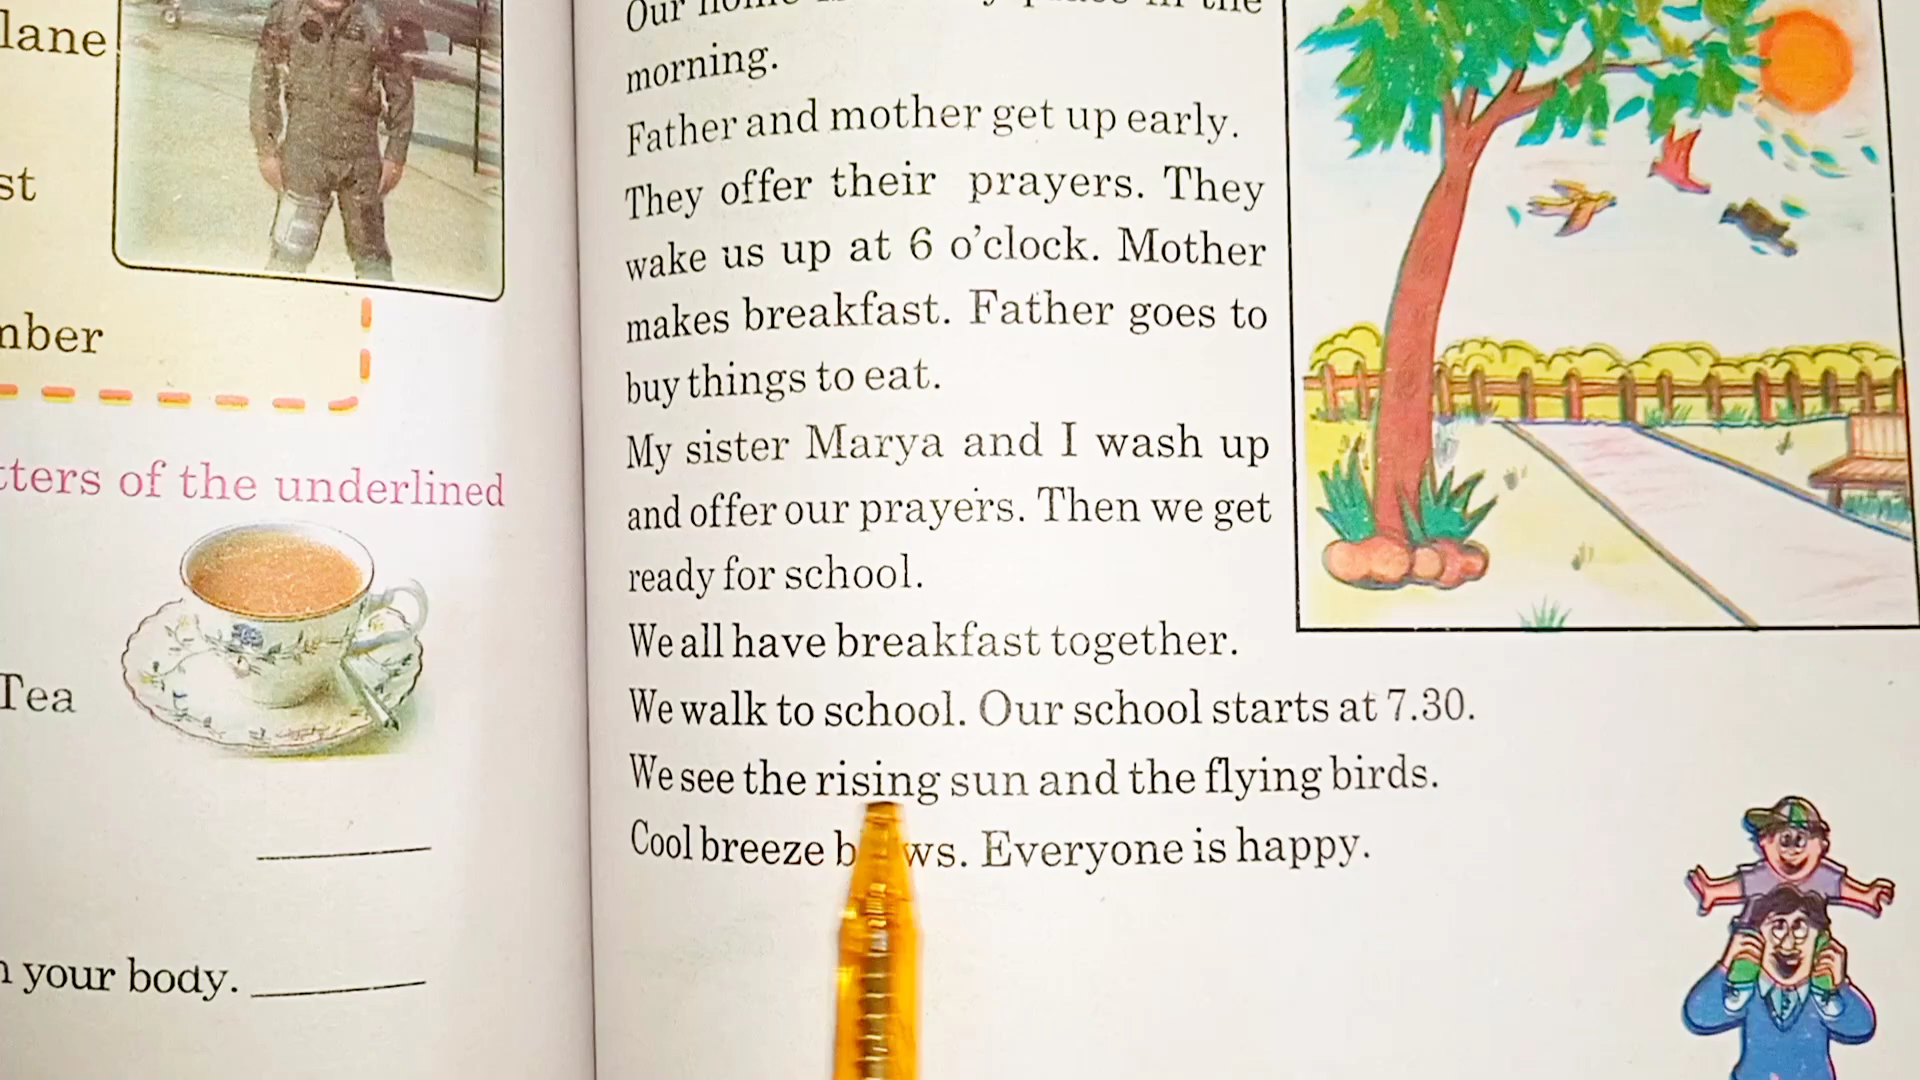 lane
st
mber
tters of the underlined
Tea
your body.
Our in the
morning.
Father and mother get up early.
They offer their prayers. They
wake us up at 6 o'clock. Mother
makes breakfast. Father goes to
buy things to eat.
My sister Marya and I wash up
and offer our prayers. Then we get
ready for school.
We all have breakfast together.
We walk to school. Our school starts at 7.30.
We see the rising sun and the flying birds.
Cool breeze b ws. Everyone is happy.